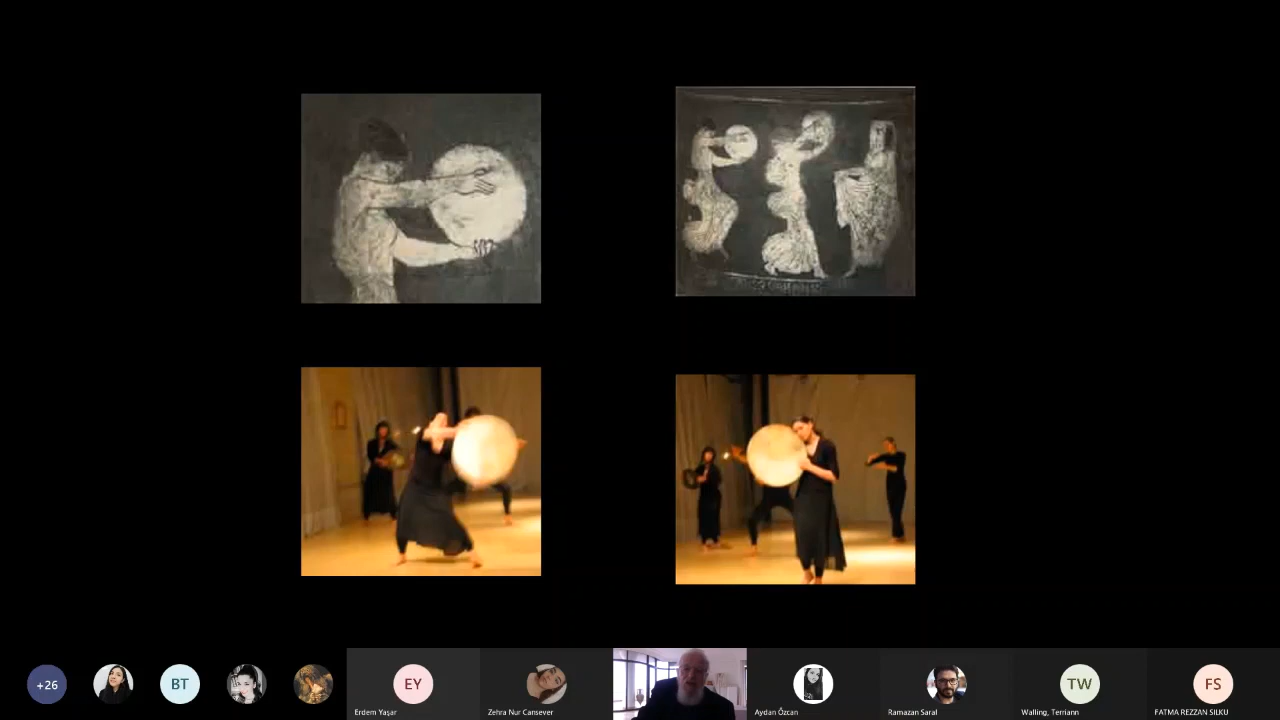 +26
BT
EY
Erdem Yaşar
Zehra Nur Cansever
Aydan Özcan
Ramazan Saral
TW
Walling, Terriann
FS
FATMA REZZAN SILKU